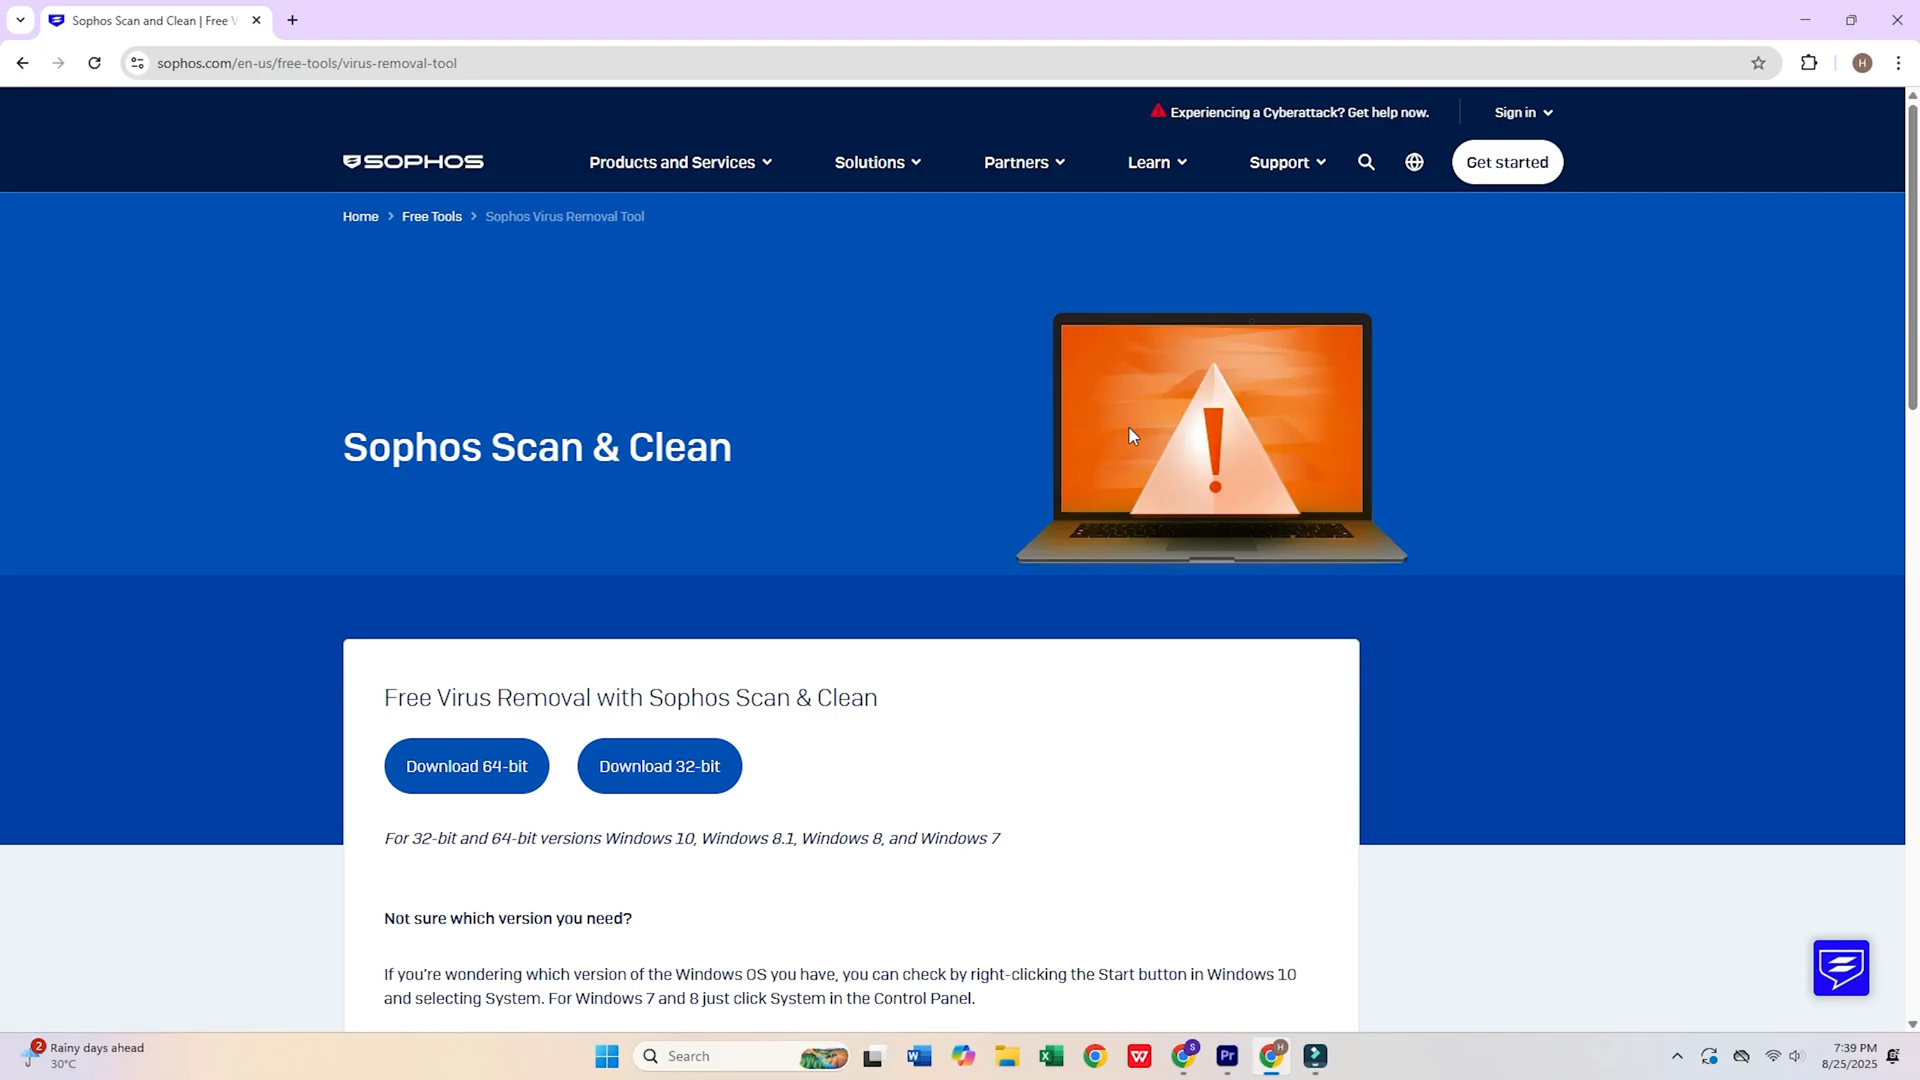 Sophos Scan and Clean | Free V
sophos.com/en-us/free-tools/virus-removal-tool
H
Experiencing a Cyberattack? Get help now.
Sign in
SOPHOS
Products and Services
Solutions
Partners
Learn
Support
Get started
Home > Free Tools > Sophos Virus Removal Tool
Sophos Scan & Clean
!
Free Virus Removal with Sophos Scan & Clean
Download 64-bit
Download 32-bit
For 32-bit and 64-bit versions Windows 10, Windows 8.1, Windows 8, and Windows 7
Not sure which version you need?
If you're wondering which version of the Windows OS you have, you can check by right-clicking the Start button in Windows 10
and selecting System. For Windows 7 and 8 just click System in the Control Panel.
2
Rainy days ahead
30°C
Search
W
X
W
S
Pr
H
7:39 PM
8/25/2025